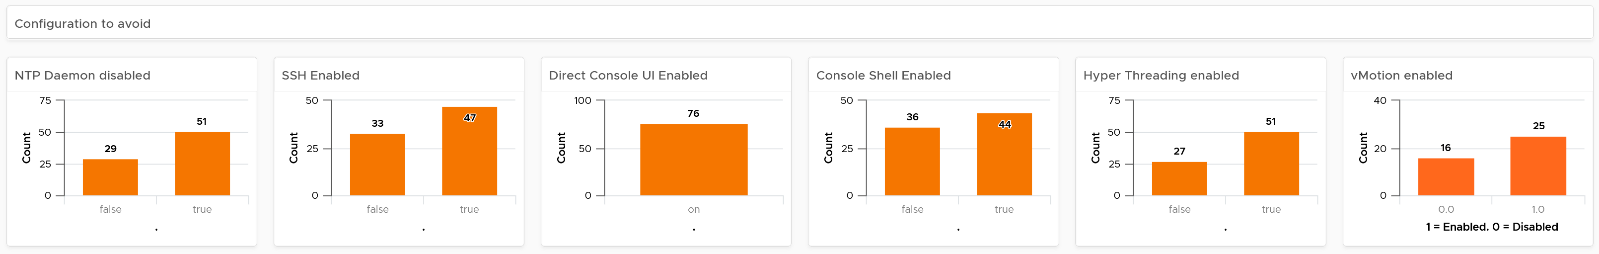 Configuration to avoid
NTP Daemon disabled
75
50
25
0
Count
29
51
false
true
.
SSH Enabled
50
25
0
Count
33
47
false
true
.
Direct Console UI Enabled
100
50
0
Count
76
on
.
Console Shell Enabled
50
25
0
Count
36
44
false
true
.
Hyper Threading enabled
75
50
25
0
Count
27
51
false
true
.
vMotion enabled
40
20
0
Count
16
25
0.0
1.0
1 = Enabled. 0 = Disabled